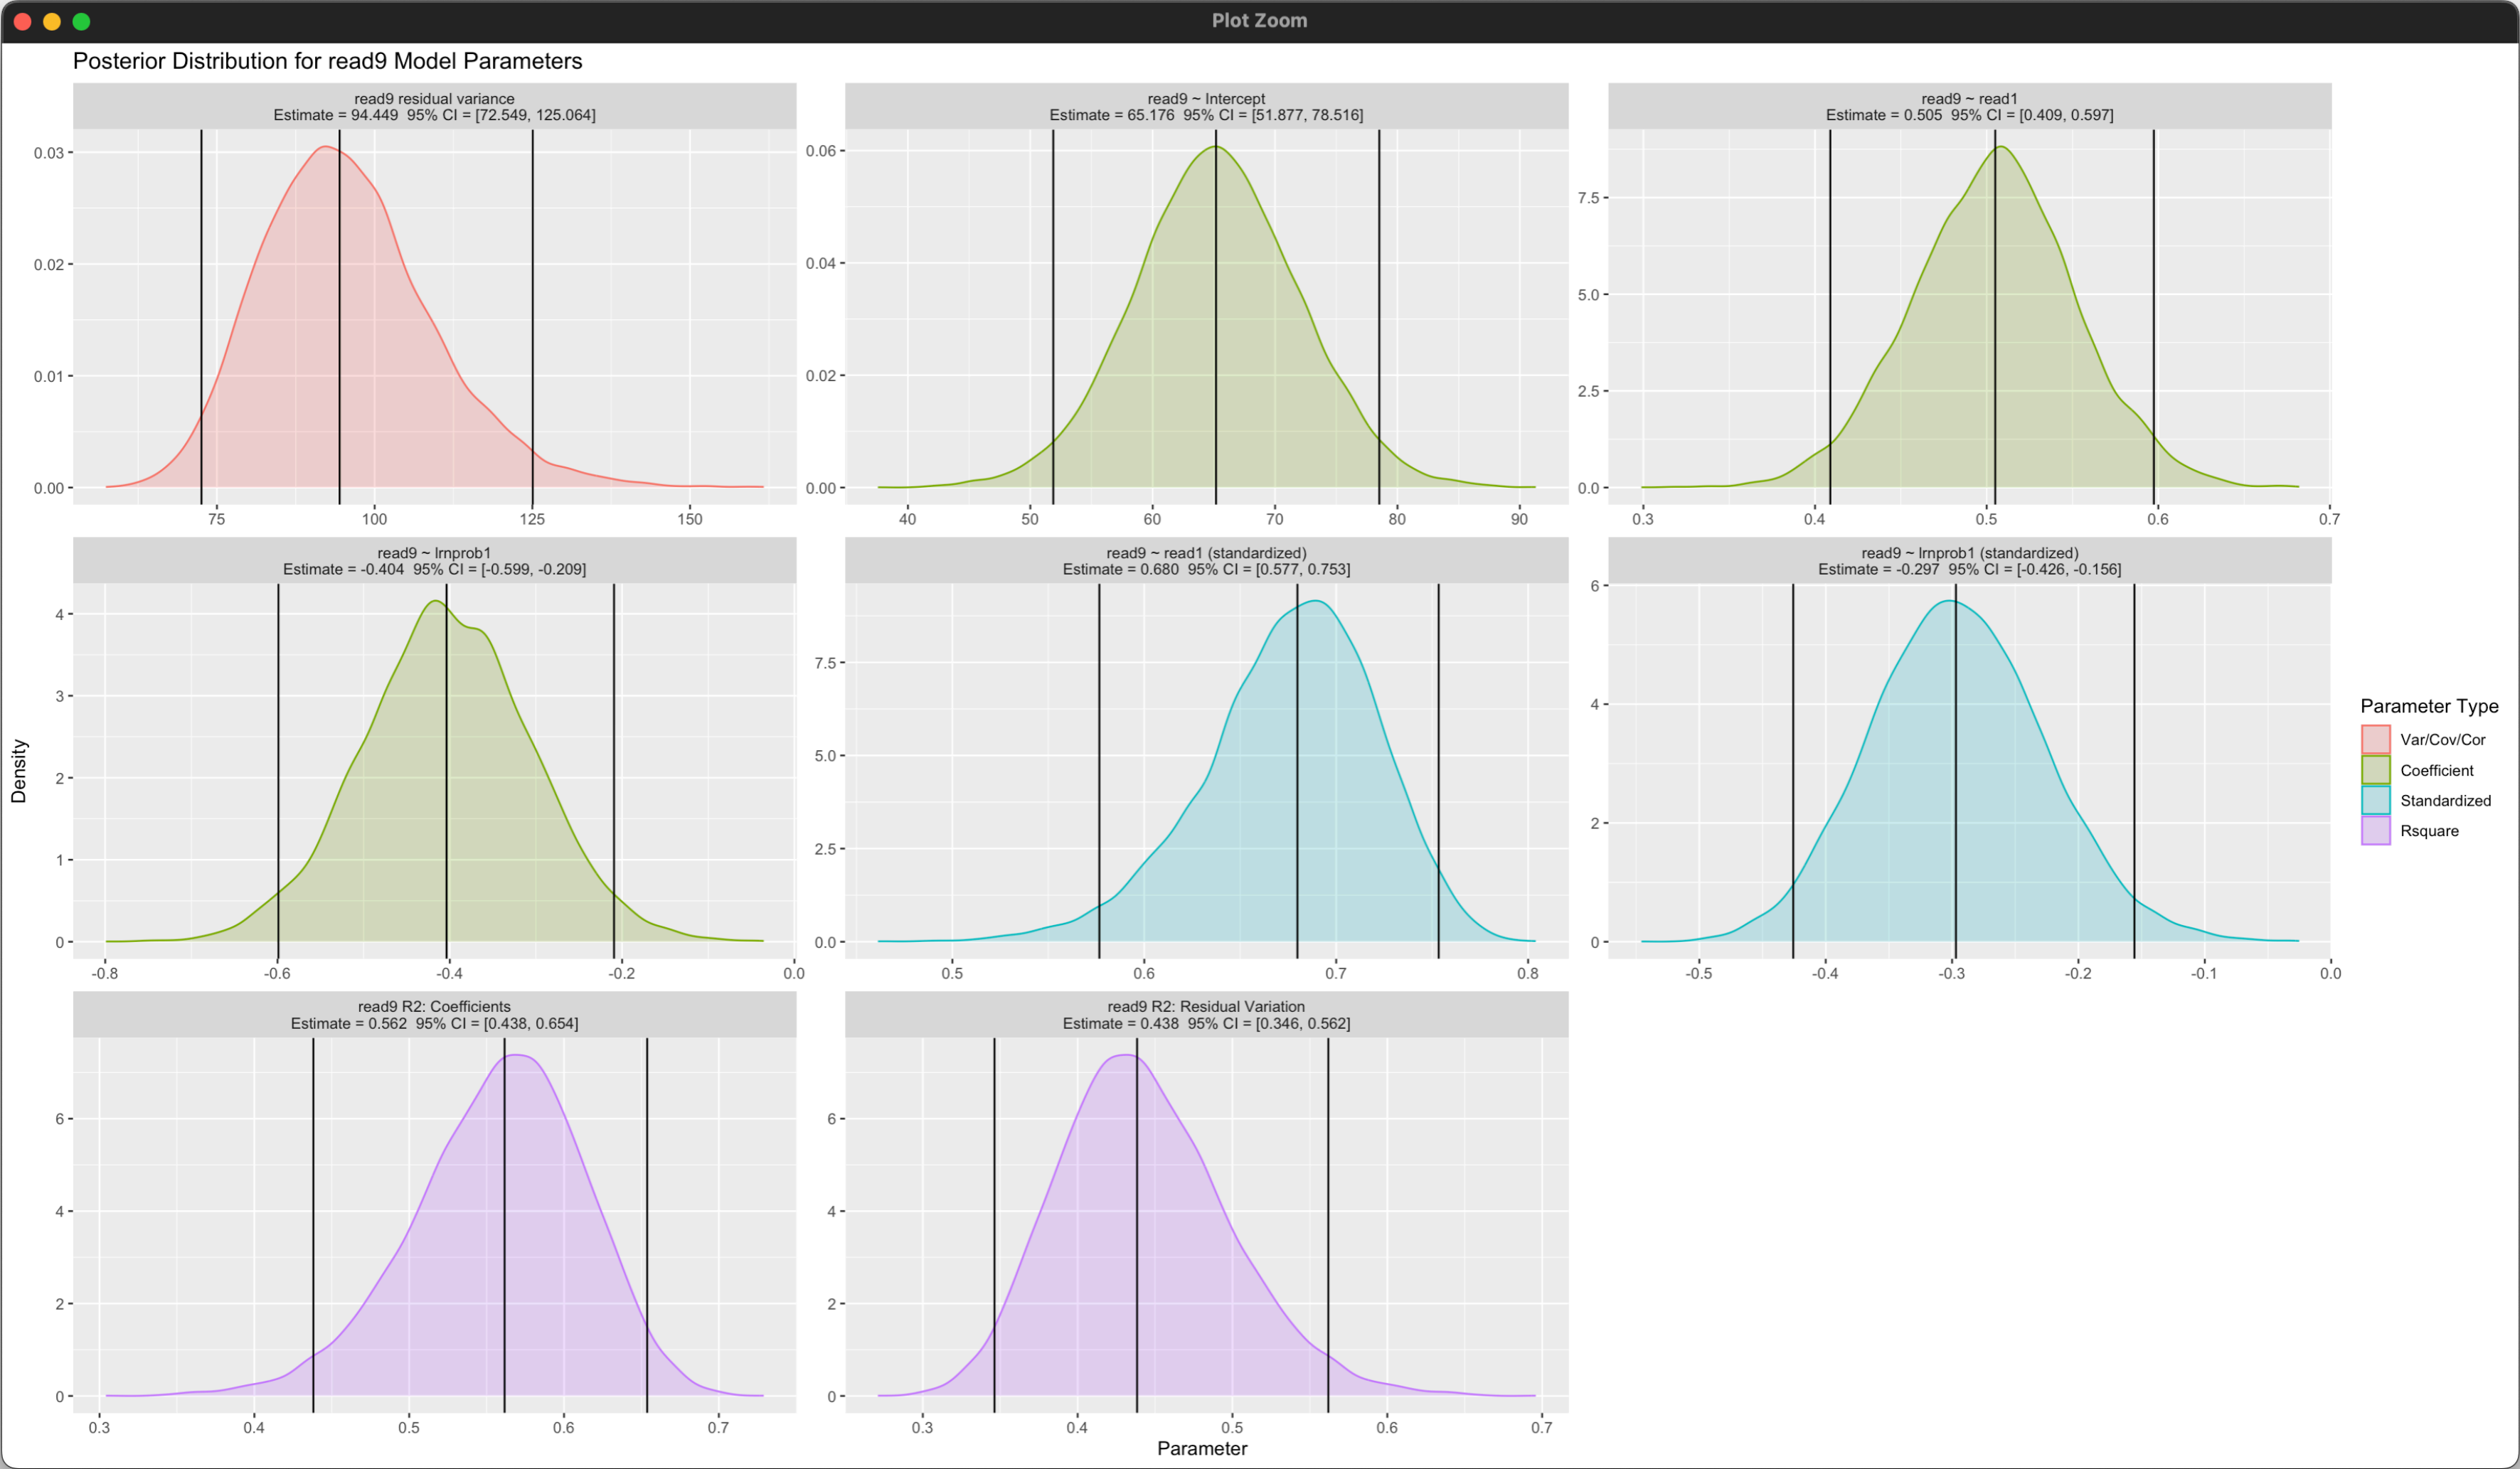 Plot Zoom
Posterior Distribution for read9 Model Parameters
read9 residual variance
Estimate = 94.449  95% CI = [72.549, 125.064]
0.03
0.02
0.01
0.00
75 100 125 150
read9 ~ Intercept
Estimate = 65.176  95% CI = [51.877, 78.516]
0.06
0.04
0.02
0.00
40 50 60 70 80 90
read9 ~ read1
Estimate = 0.505  95% CI = [0.409, 0.597]
7.5
5.0
2.5
0.0
0.3 0.4 0.5 0.6 0.7
read9 ~ lrnprob1
Estimate = -0.404  95% CI = [-0.599, -0.209]
4
3
2
1
0
-0.8 -0.6 -0.4 -0.2 0.0
read9 ~ read1 (standardized)
Estimate = 0.680  95% CI = [0.577, 0.753]
7.5
5.0
2.5
0.0
0.5 0.6 0.7 0.8
read9 ~ lrnprob1 (standardized)
Estimate = -0.297  95% CI = [-0.426, -0.156]
6
4
2
0
-0.5 -0.4 -0.3 -0.2 -0.1 0.0
read9 R2: Coefficients
Estimate = 0.562  95% CI = [0.438, 0.654]
6
4
2
0
0.3 0.4 0.5 0.6 0.7
read9 R2: Residual Variation
Estimate = 0.438  95% CI = [0.346, 0.562]
6
4
2
0
0.3 0.4 0.5 0.6 0.7
Density
Parameter
Parameter Type
Var/Cov/Cor
Coefficient
Standardized
Rsquare